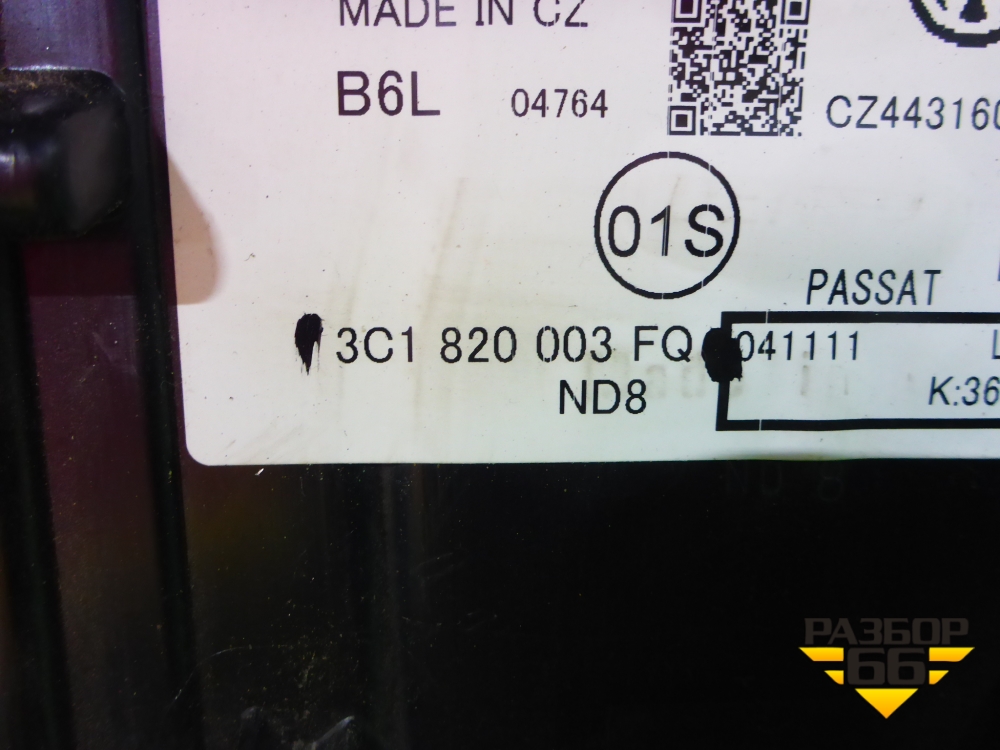 MADE IN CZ
B6L 04764 CZ443160
01S
PASSAT
3C1 820 003 FQ 041111
ND8 K:36
РАЗБОР
66